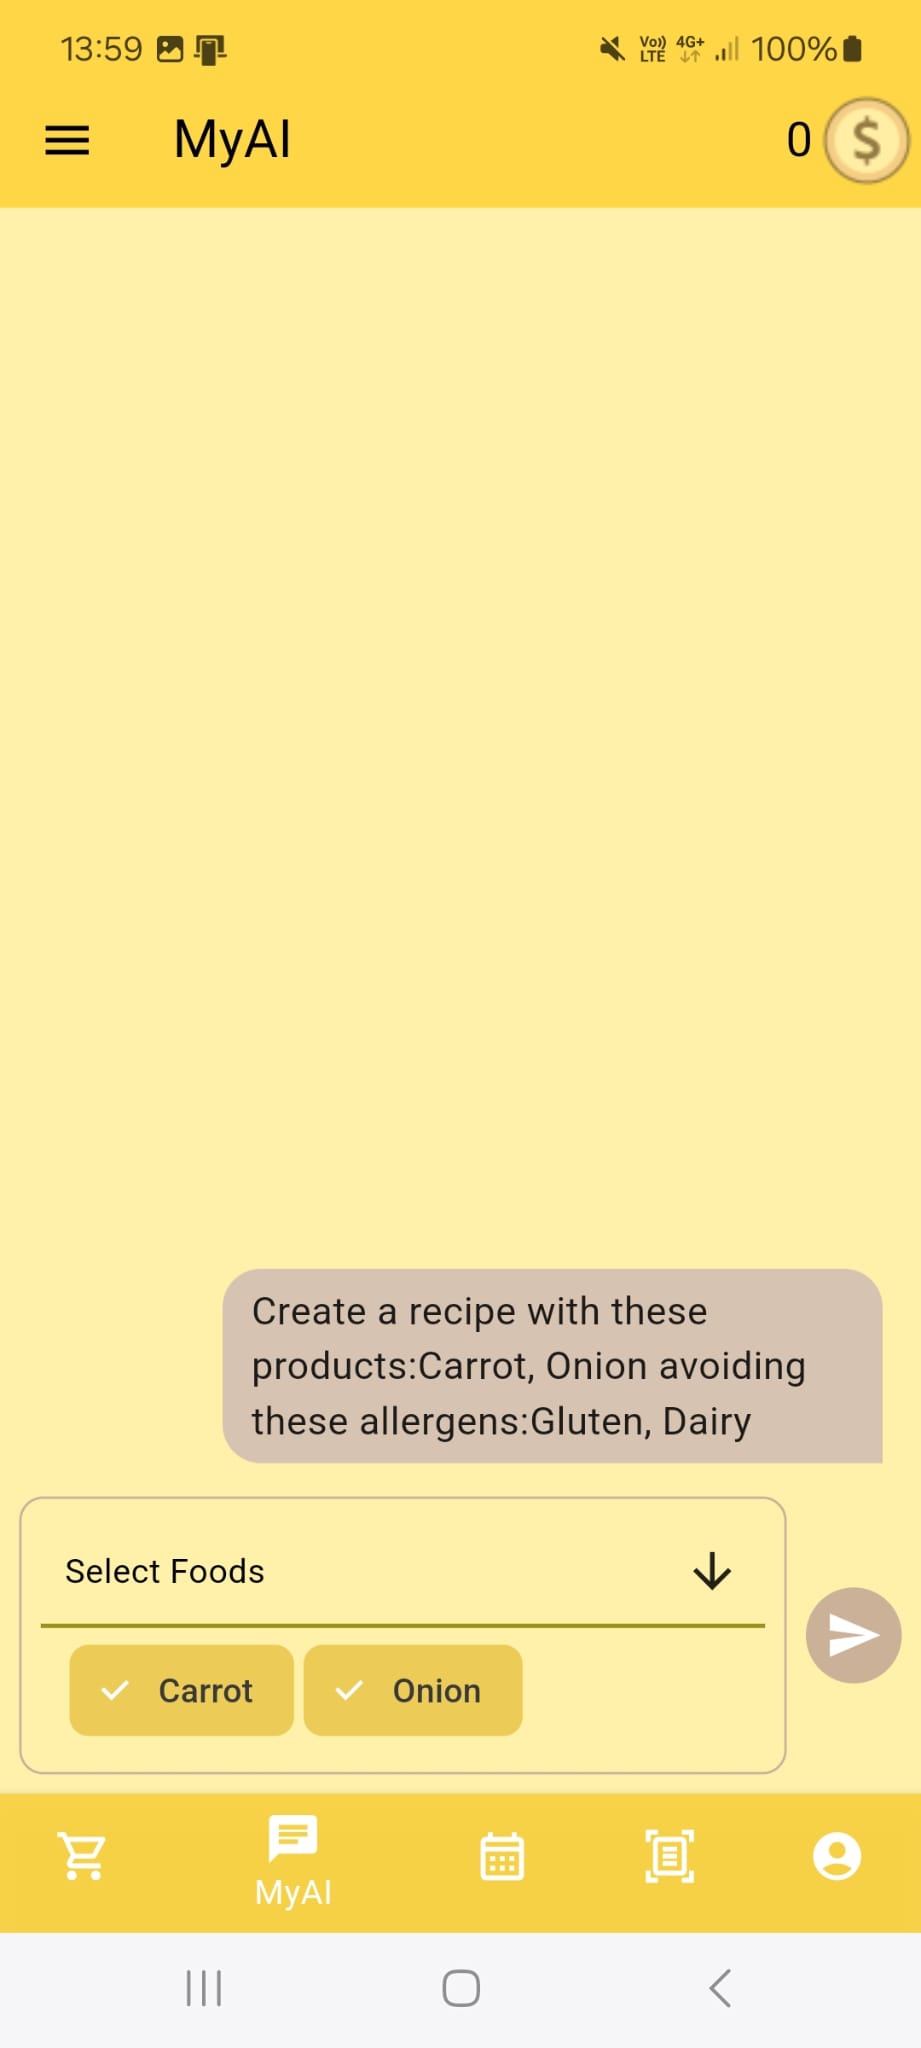 13:59 Vo)) LTE 4G+ 100%
MyAI 0 $
Create a recipe with these
products:Carrot, Onion avoiding
these allergens:Gluten, Dairy
Select Foods
Carrot Onion
MyAI